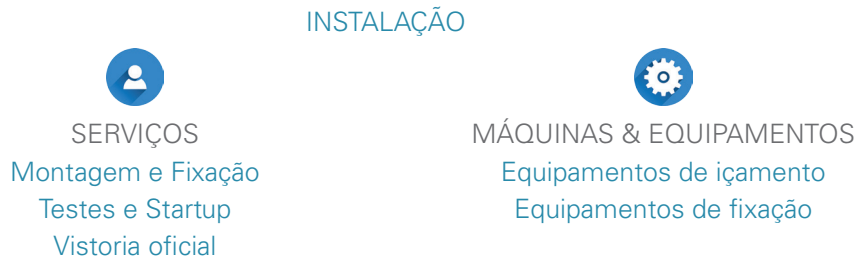 INSTALAÇÃO
SERVIÇOS
Montagem e Fixação
Testes e Startup
Vistoria oficial
MÁQUINAS & EQUIPAMENTOS
Equipamentos de içamento
Equipamentos de fixação